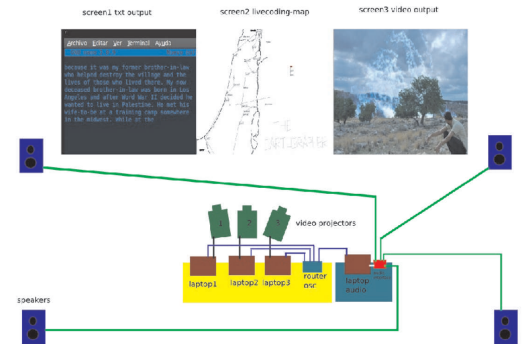 screen1 txt output
screen2 livecoding-map
screen3 video output
Archivo Editar Ver Terminal Ayuda
because it was my former brother-in-law
who helped destroy the village and the
lives of those who lived there. My now
deceased brother-in-law was born in Los
Angeles and after Word War II decided he
wanted to live in Palestine. He met his
wife-to-be at a training camp somewhere
in the midwest. While at the
THE
1
2
video projectors
laptop1
laptop2
laptop3
router
osc
laptop
audio
speakers